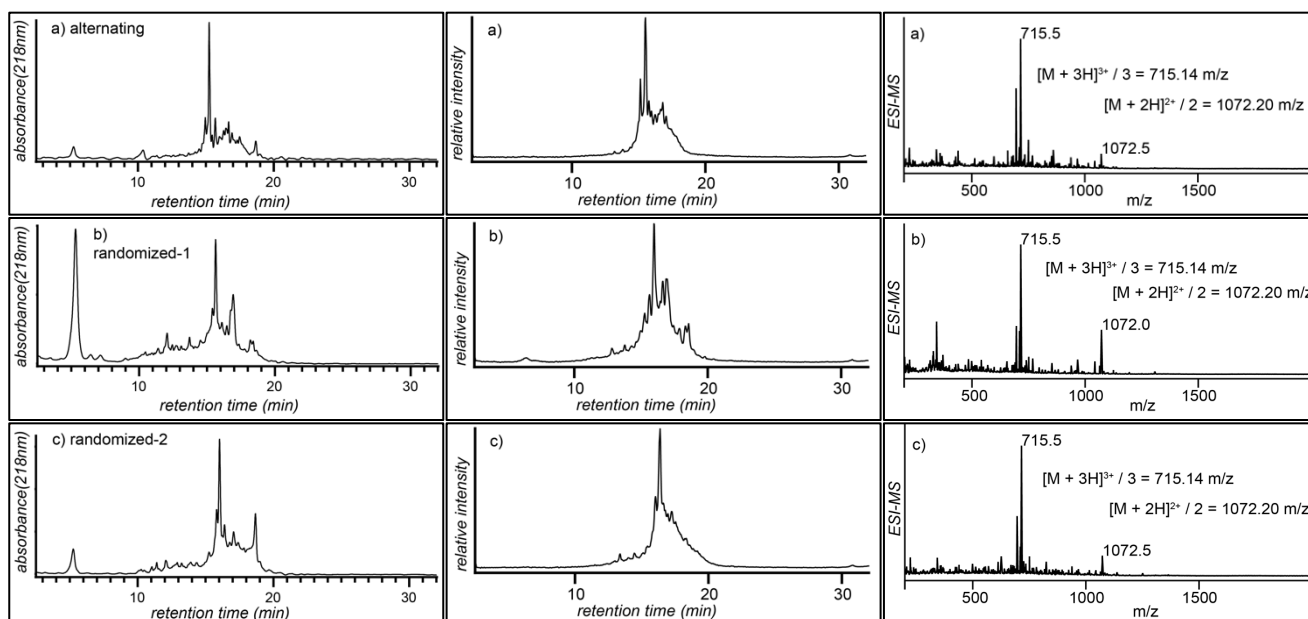 a) alternating
absorbance(218nm)
10 20 30
retention time (min)
a)
relative intensity
10 20 30
retention time (min)
a)
ESI-MS
715.5
[M + 3H]³⁺ / 3 = 715.14 m/z
[M + 2H]²⁺ / 2 = 1072.20 m/z
1072.5
500 1000 1500
m/z
b)
randomized-1
absorbance(218nm)
10 20 30
retention time (min)
b)
relative intensity
10 20 30
retention time (min)
b)
ESI-MS
715.5
[M + 3H]³⁺ / 3 = 715.14 m/z
[M + 2H]²⁺ / 2 = 1072.20 m/z
1072.0
500 1000 1500
m/z
c) randomized-2
absorbance(218nm)
10 20 30
retention time (min)
c)
relative intensity
10 20 30
retention time (min)
c)
ESI-MS
715.5
[M + 3H]³⁺ / 3 = 715.14 m/z
[M + 2H]²⁺ / 2 = 1072.20 m/z
1072.5
500 1000 1500
m/z